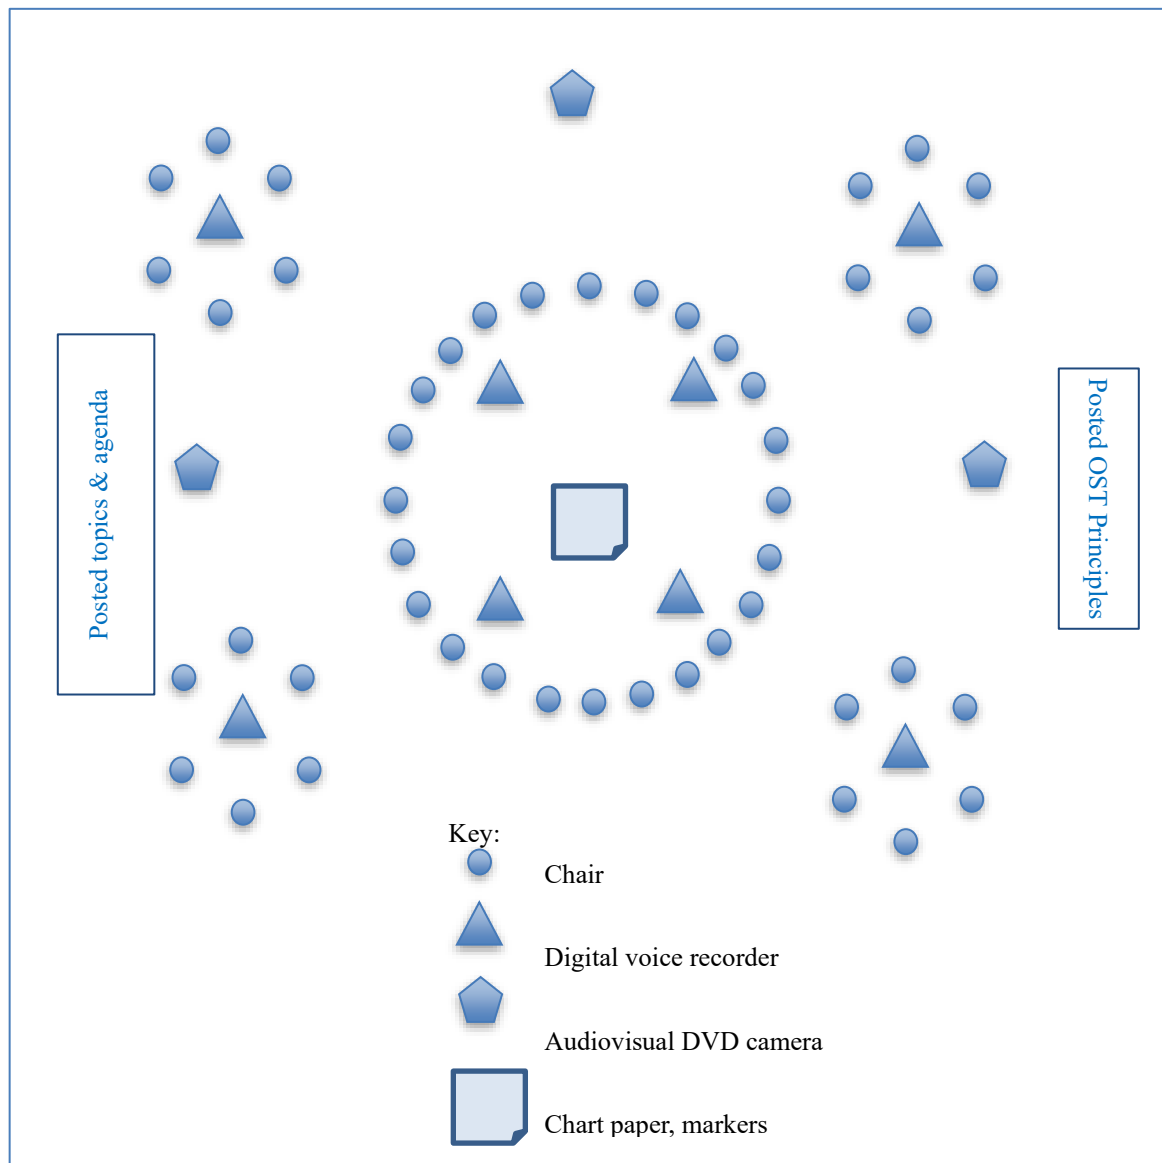 Posted topics & agenda
Posted OST Principles
Key:
Chair
Digital voice recorder
Audiovisual DVD camera
Chart paper, markers